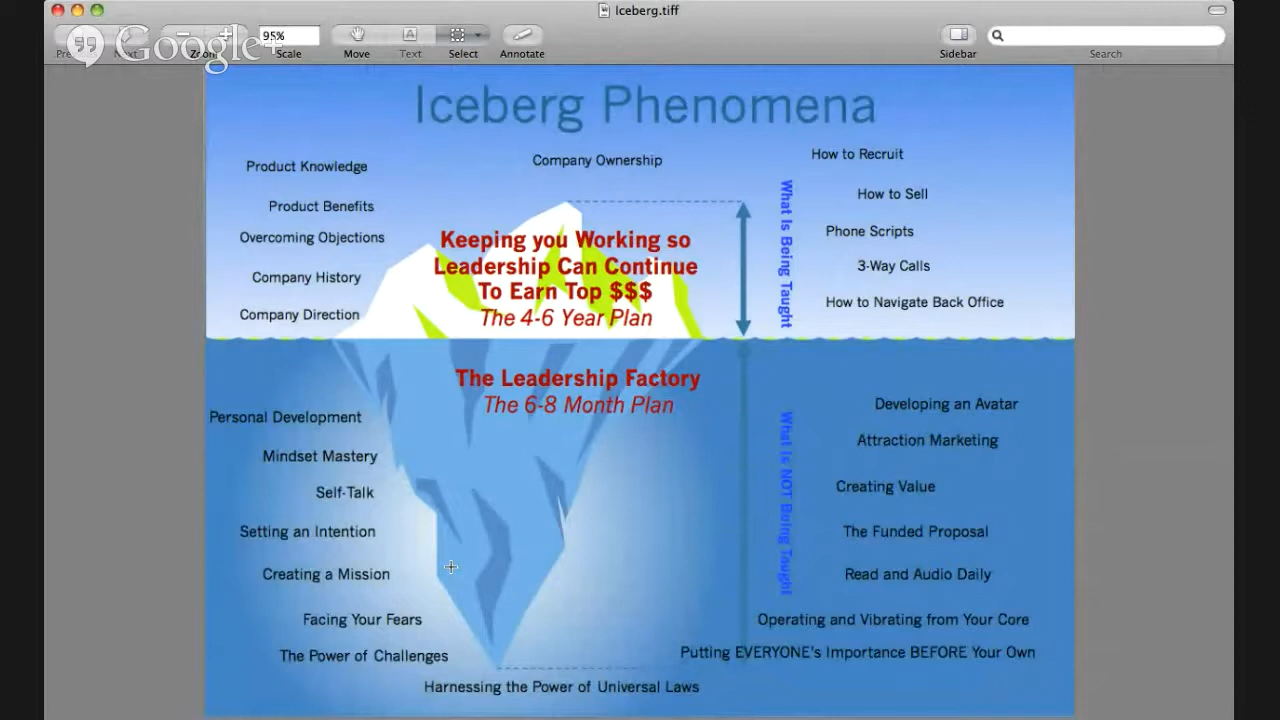 Iceberg.tiff
Google+
95%
Zoom
Scale
Move
Text
Select
Annotate
Sidebar
Search
Iceberg Phenomena
Company Ownership
Product Knowledge
Product Benefits
Overcoming Objections
Company History
Company Direction
Keeping you Working so
Leadership Can Continue
To Earn Top $$$
The 4-6 Year Plan
What Is Being Taught
How to Recruit
How to Sell
Phone Scripts
3-Way Calls
How to Navigate Back Office
The Leadership Factory
The 6-8 Month Plan
Personal Development
Mindset Mastery
Self-Talk
Setting an Intention
Creating a Mission
Facing Your Fears
The Power of Challenges
Harnessing the Power of Universal Laws
What Is NOT Being Taught
Developing an Avatar
Attraction Marketing
Creating Value
The Funded Proposal
Read and Audio Daily
Operating and Vibrating from Your Core
Putting EVERYONE's Importance BEFORE Your Own